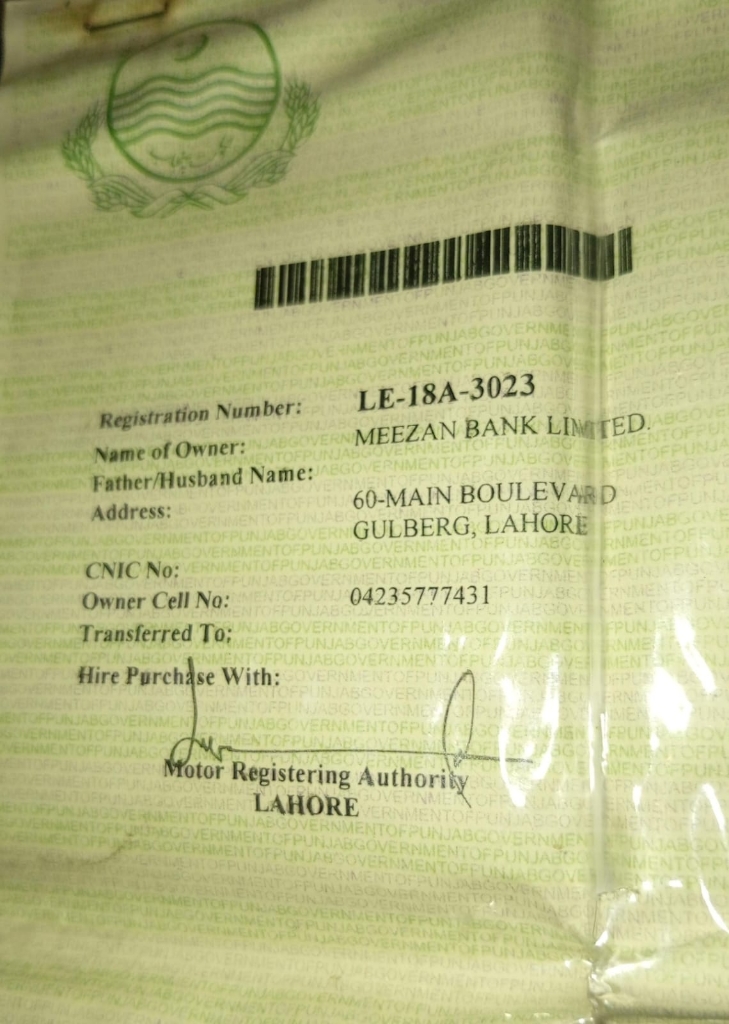 Registration Number: LE-18A-3023
Name of Owner: MEEZAN BANK LIMITED.
Father/Husband Name:
Address: 60-MAIN BOULEVARD
GULBERG, LAHORE
CNIC No:
Owner Cell No: 04235777431
Transferred To:
Hire Purchase With:
Motor Registering Authority
LAHORE